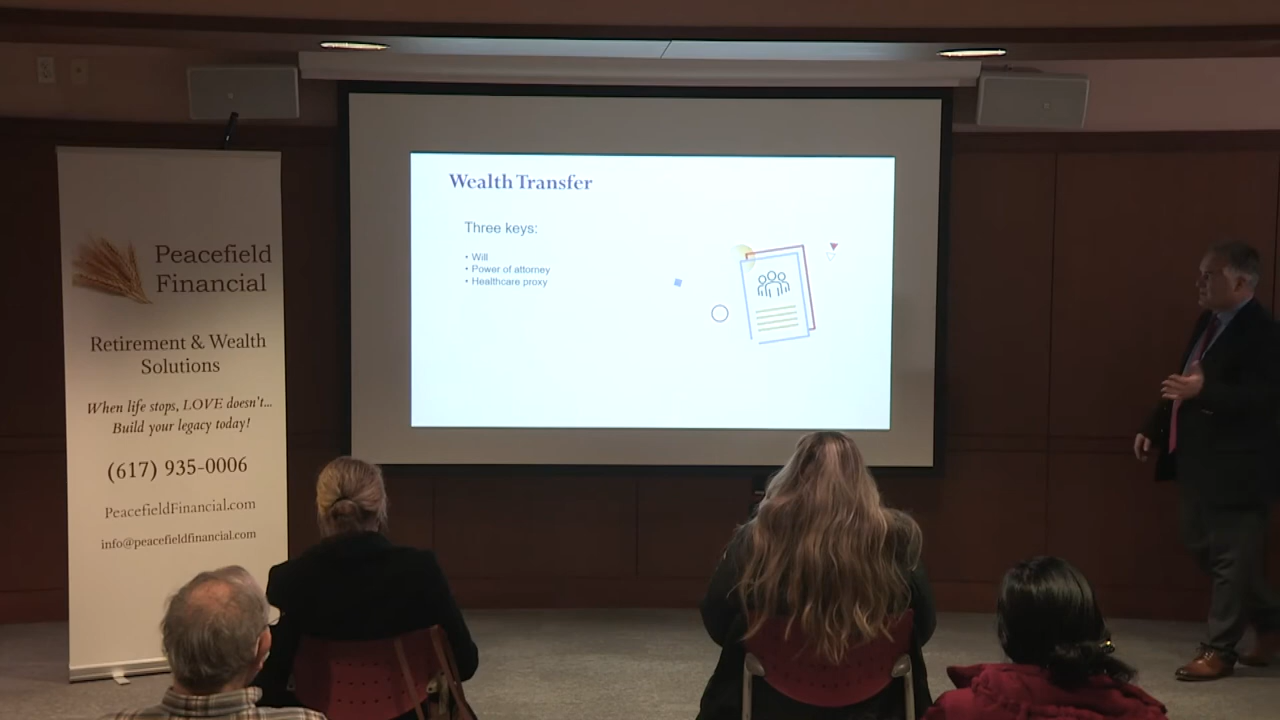 Peacefield
Financial
Retirement & Wealth
Solutions
When life stops, LOVE doesn't...
Build your legacy today!
(617) 935-0006
PeacefieldFinancial.com
info@peacefieldfinancial.com
Wealth Transfer
Three keys:
• Will
• Power of attorney
• Healthcare proxy